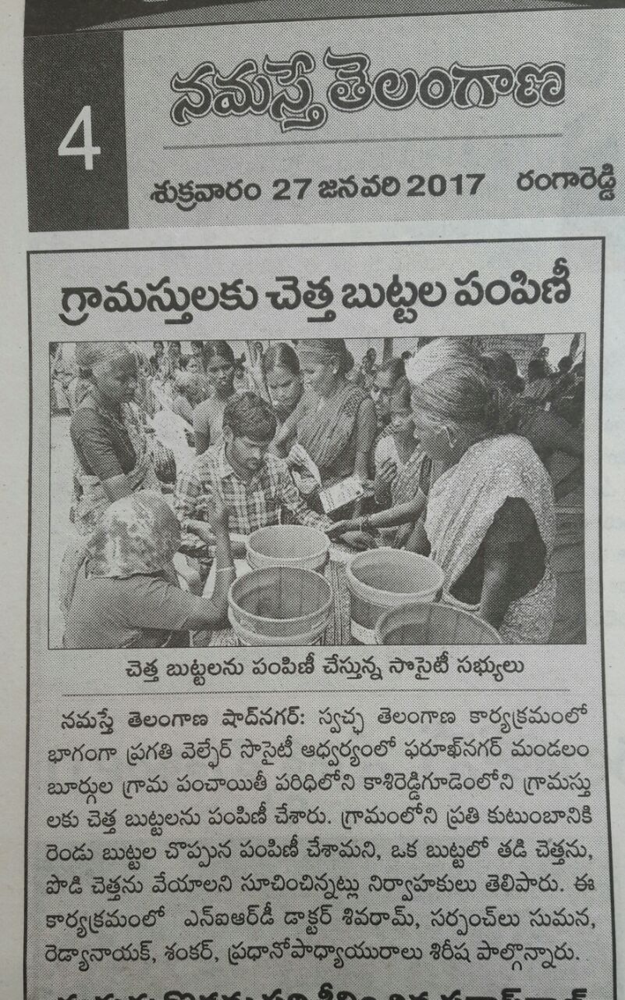 4
నమస్తే తెలంగాణ
శుక్రవారం 27 జనవరి 2017 రంగారెడ్డి
గ్రామస్తులకు చెత్త బుట్టల పంపిణీ
చెత్త బుట్టలను పంపిణీ చేస్తున్న సొసైటీ సభ్యులు
నమస్తే తెలంగాణ షాద్‌నగర్: స్వచ్ఛ తెలంగాణ కార్యక్రమంలో
భాగంగా ప్రగతి వెల్ఫేర్ సొసైటీ ఆధ్వర్యంలో ఫరూఖ్‌నగర్ మండలం
బూర్గుల గ్రామ పంచాయితీ పరిధిలోని కాశిరెడ్డిగూడెంలోని గ్రామస్తు
లకు చెత్త బుట్టలను పంపిణీ చేశారు. గ్రామంలోని ప్రతి కుటుంబానికి
రెండు బుట్టల చొప్పున పంపిణీ చేశామని, ఒక బుట్టలో తడి చెత్తను,
పొడి చెత్తను వేయాలని సూచించిన్నట్లు నిర్వాహకులు తెలిపారు. ఈ
కార్యక్రమంలో ఎన్ఐఆర్‌డీ డాక్టర్ శివరామ్, సర్పంచ్‌లు సుమన,
రెడ్యానాయక్, శంకర్, ప్రధానోపాధ్యాయురాలు శిరీష పాల్గొన్నారు.